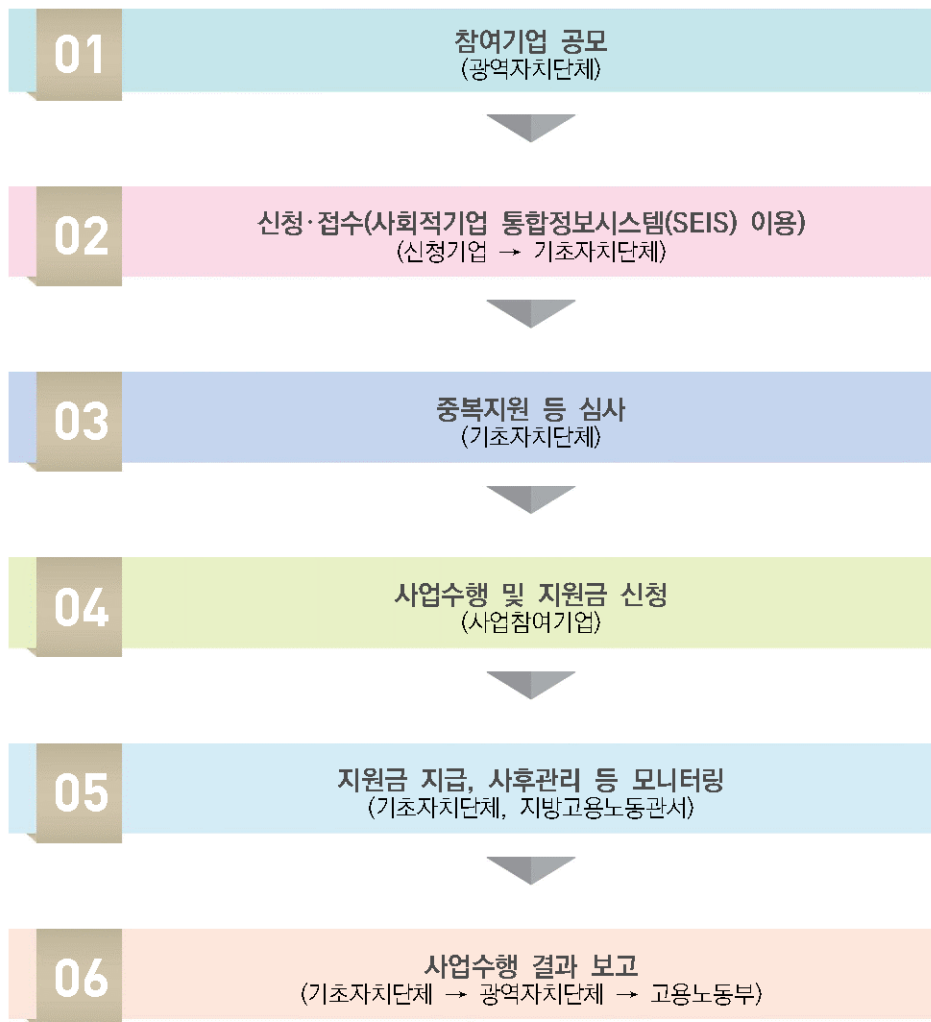 01
참여기업 공모
(광역자치단체)
02
신청·접수(사회적기업 통합정보시스템(SEIS) 이용)
(신청기업 → 기초자치단체)
03
중복지원 등 심사
(기초자치단체)
04
사업수행 및 지원금 신청
(사업참여기업)
05
지원금 지급, 사후관리 등 모니터링
(기초자치단체, 지방고용노동관서)
06
사업수행 결과 보고
(기초자치단체 → 광역자치단체 → 고용노동부)